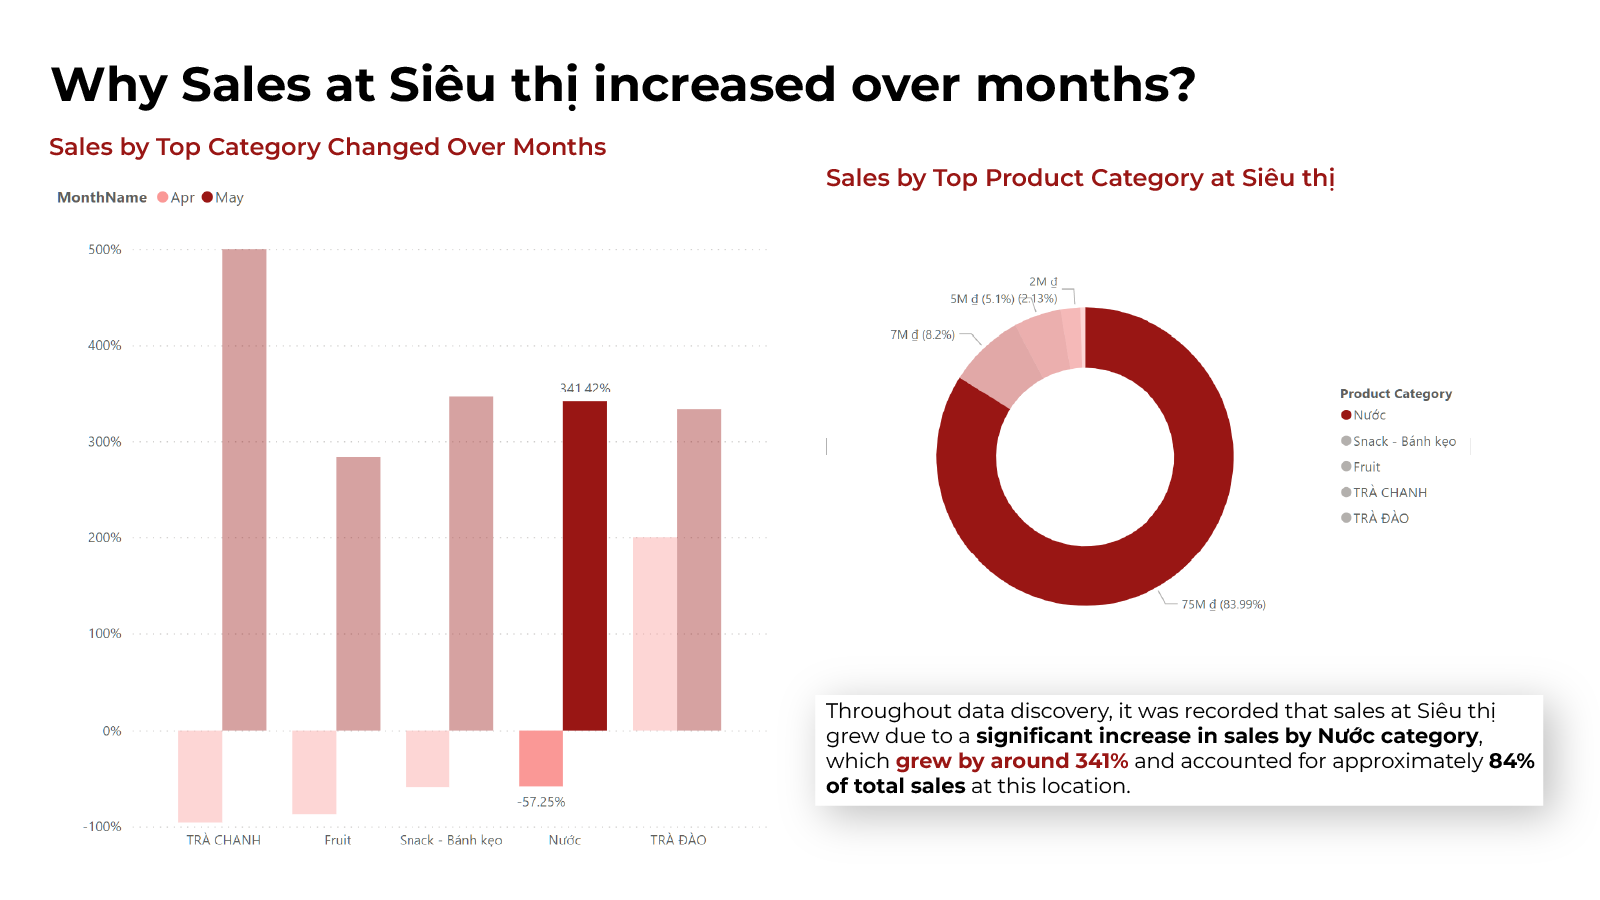 Why Sales at Siêu thị increased over months?
Sales by Top Category Changed Over Months
MonthName Apr May
500%
400%
300%
200%
100%
0%
-100%
341.42%
-57.25%
TRÀ CHANH Fruit Snack - Bánh kẹo Nước TRÀ ĐÀO
Sales by Top Product Category at Siêu thị
2M ₫
5M ₫ (5.1%) (2.13%)
7M ₫ (8.2%)
75M ₫ (83.99%)
Product Category
Nước
Snack - Bánh kẹo
Fruit
TRÀ CHANH
TRÀ ĐÀO
Throughout data discovery, it was recorded that sales at Siêu thị
grew due to a significant increase in sales by Nước category,
which grew by around 341% and accounted for approximately 84%
of total sales at this location.